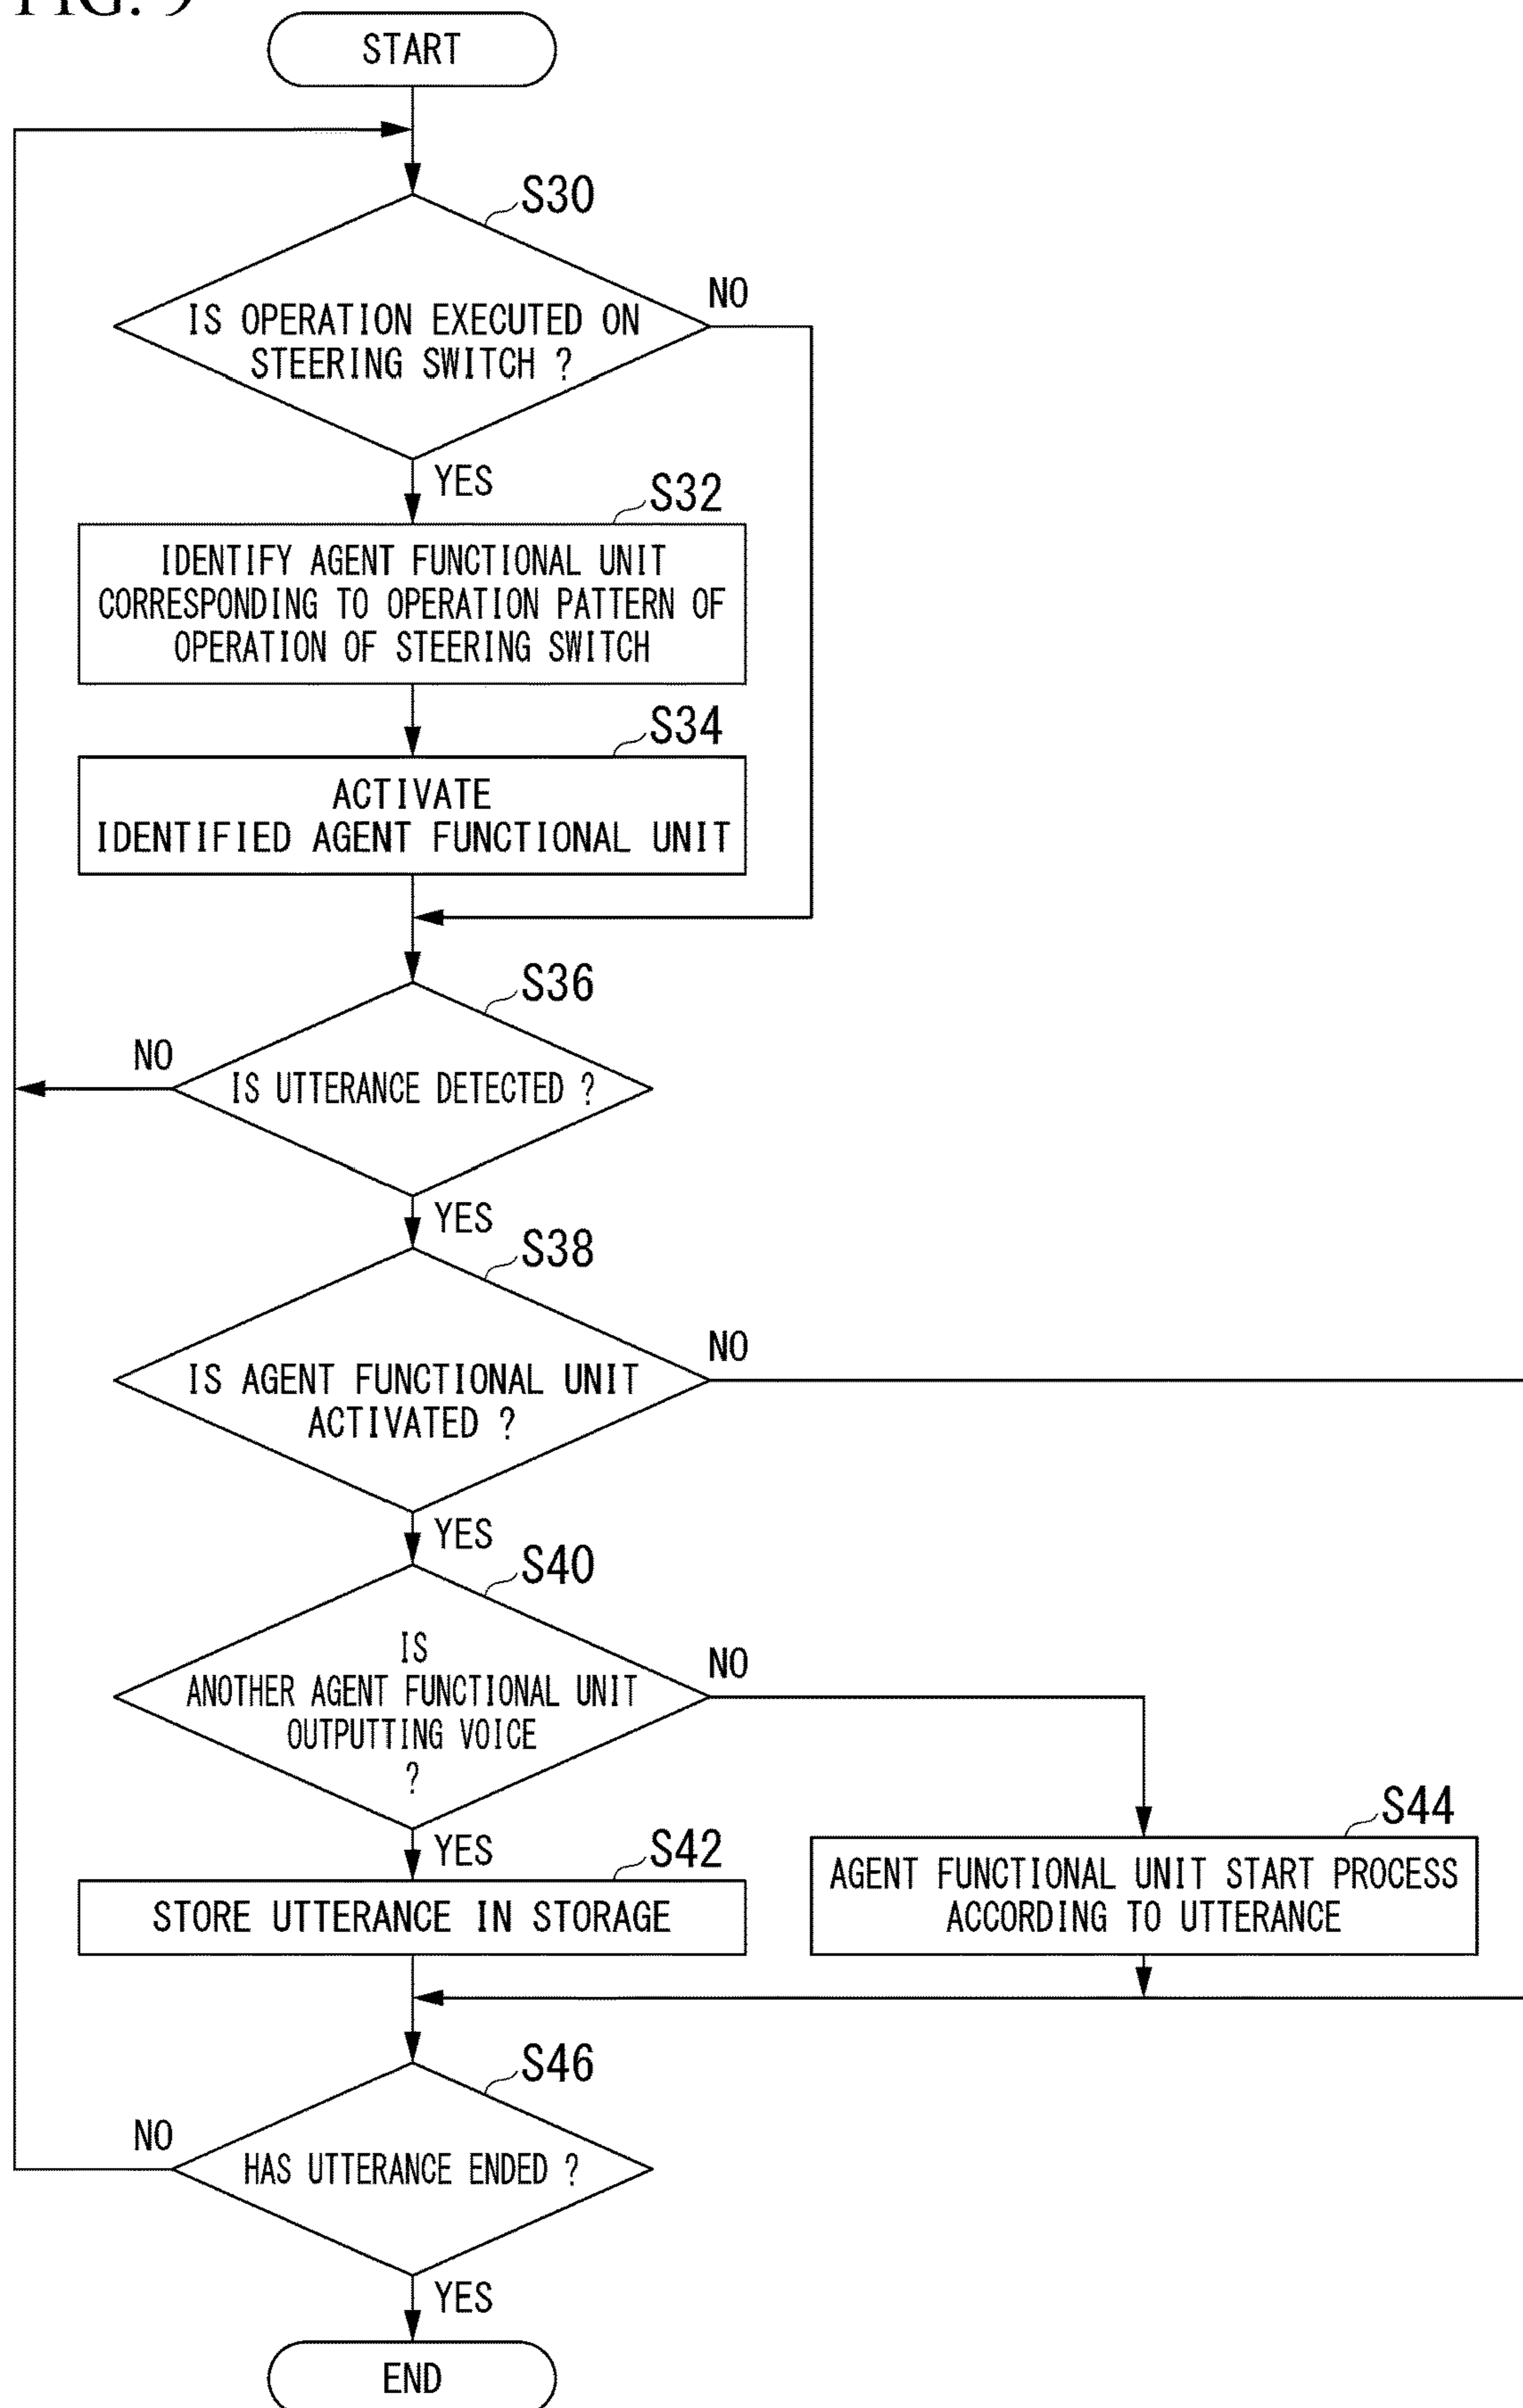 FIG. 9
START
S30
IS OPERATION EXECUTED ON
STEERING SWITCH ?
NO
YES
S32
IDENTIFY AGENT FUNCTIONAL UNIT
CORRESPONDING TO OPERATION PATTERN OF
OPERATION OF STEERING SWITCH
S34
ACTIVATE
IDENTIFIED AGENT FUNCTIONAL UNIT
S36
NO
IS UTTERANCE DETECTED ?
YES
S38
NO
IS AGENT FUNCTIONAL UNIT
ACTIVATED ?
YES
S40
IS
ANOTHER AGENT FUNCTIONAL UNIT
OUTPUTTING VOICE
?
NO
YES
S42
STORE UTTERANCE IN STORAGE
S44
AGENT FUNCTIONAL UNIT START PROCESS
ACCORDING TO UTTERANCE
S46
NO
HAS UTTERANCE ENDED ?
YES
END